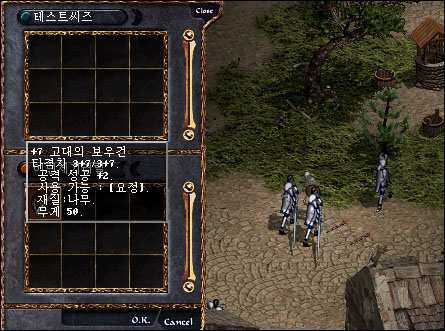 테스트씨즈
Close
+7 고대의 보우건
타격치 3+7/3+7.
공격 성공 +2.
사용 가능 : [요정].
재질:나무.
무게 50.
O.K.
Cancel